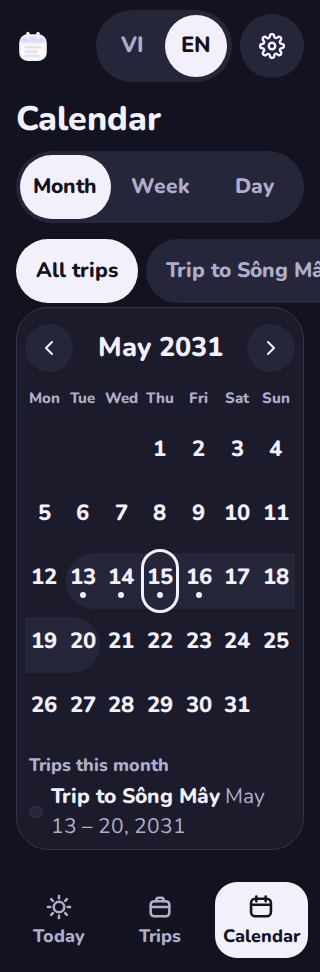 VI EN
Calendar
Month Week Day
All trips Trip to Sông Mâ
May 2031
Mon Tue Wed Thu Fri Sat Sun
1 2 3 4
5 6 7 8 9 10 11
12 13 14 15 16 17 18
19 20 21 22 23 24 25
26 27 28 29 30 31
Trips this month
Trip to Sông Mây May
13 – 20, 2031
Today Trips Calendar